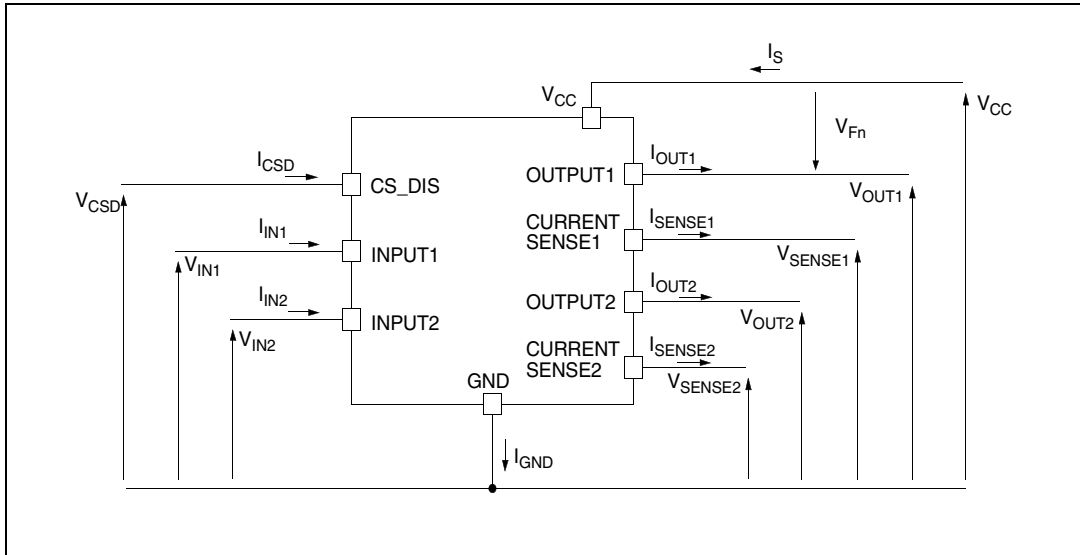 I_S
V_CC
V_CC
V_Fn
I_CSD
CS_DIS
V_CSD
I_OUT1
OUTPUT1
V_OUT1
I_IN1
INPUT1
V_IN1
CURRENT
SENSE1
I_SENSE1
V_SENSE1
I_IN2
INPUT2
V_IN2
I_OUT2
OUTPUT2
V_OUT2
CURRENT
SENSE2
I_SENSE2
V_SENSE2
GND
I_GND